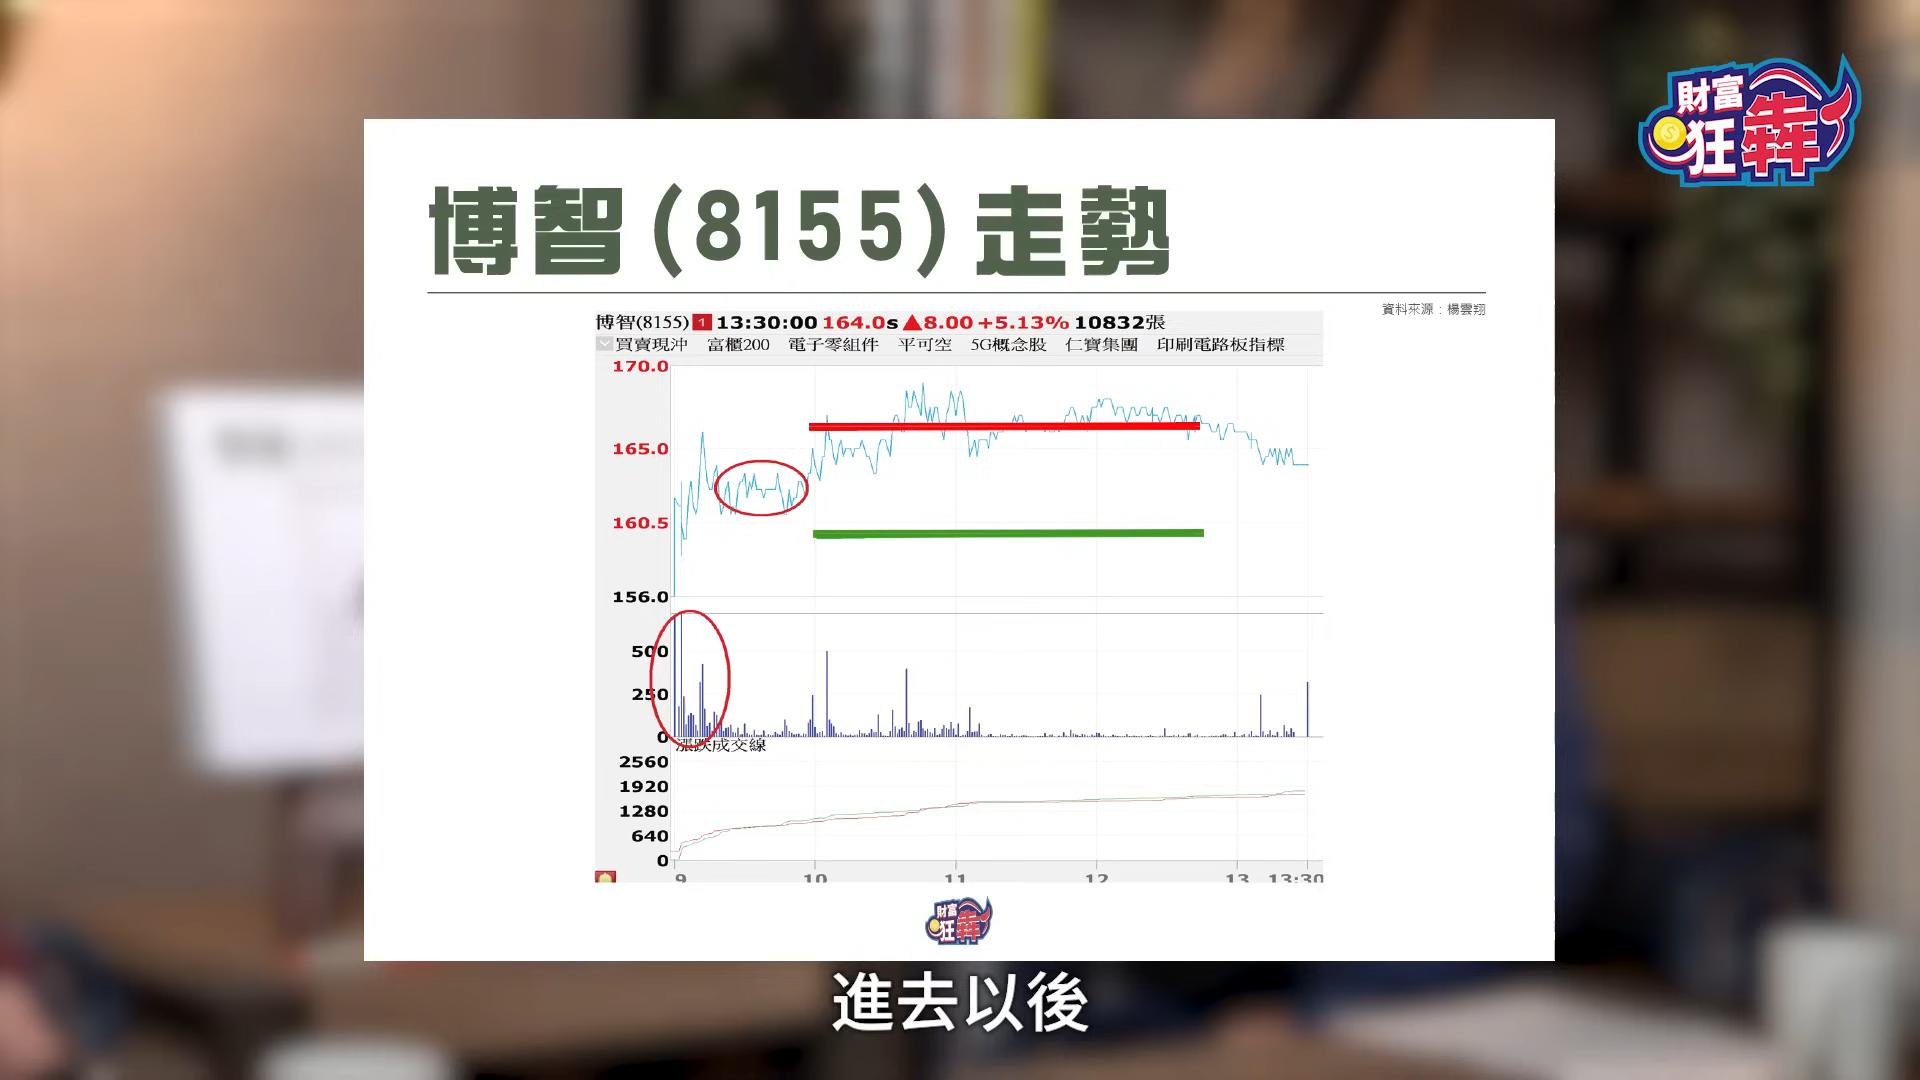 財富
狂犇
博智(8155)走勢
資料來源：楊雲翔
博智(8155) 1 13:30:00 164.0s ▲8.00 +5.13% 10832張
買賣現沖 富櫃200 電子零組件 平可空 5G概念股 仁寶集團 印刷電路板指標
170.0
165.0
160.5
156.0
500
250
0
漲跌成交線
2560
1920
1280
640
0
9 10 11 12 13 13:30
財富
狂犇
進去以後